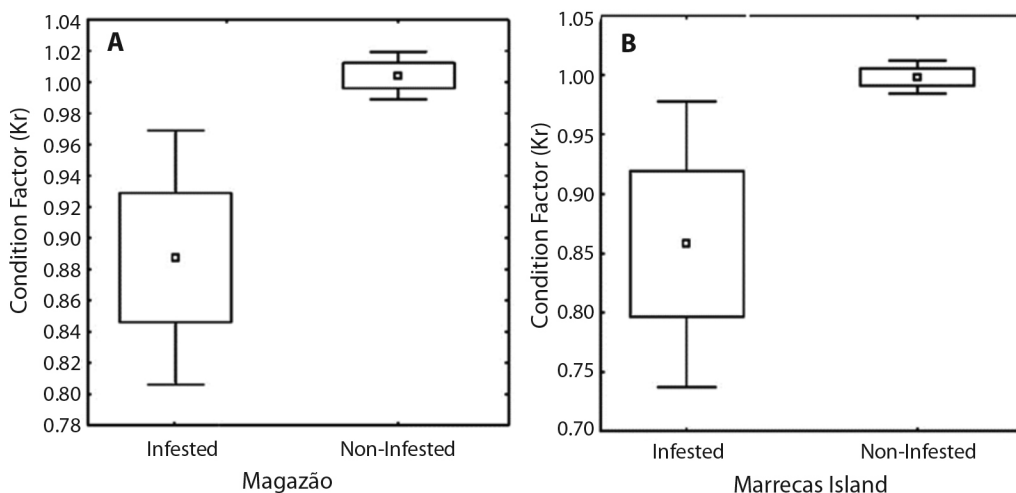 A
Condition Factor (Kr)
1.04
1.02
1.00
0.98
0.96
0.94
0.92
0.90
0.88
0.86
0.84
0.82
0.80
0.78
Infested Non-Infested
Magazão
B
Condition Factor (Kr)
1.05
1.00
0.95
0.90
0.85
0.80
0.75
0.70
Infested Non-Infested
Marrecas Island